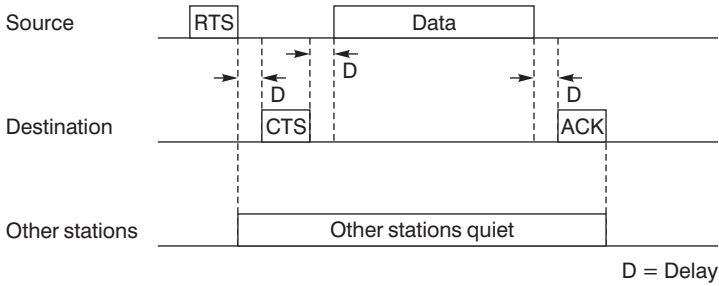 Source
RTS
Data
D
D
D
Destination
CTS
ACK
Other stations
Other stations quiet
D = Delay